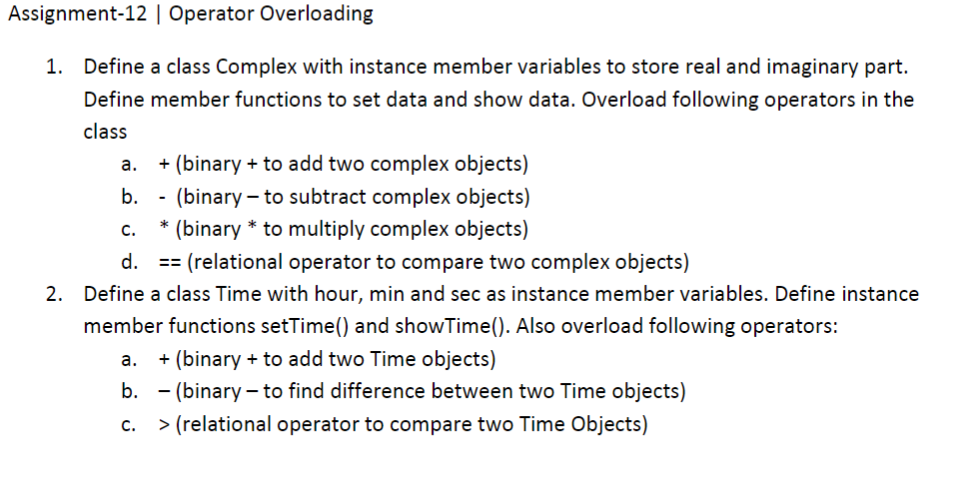 Assignment-12 | Operator Overloading
1. Define a class Complex with instance member variables to store real and imaginary part.
Define member functions to set data and show data. Overload following operators in the
class
a. + (binary + to add two complex objects)
b. - (binary – to subtract complex objects)
c. * (binary * to multiply complex objects)
d. == (relational operator to compare two complex objects)
2. Define a class Time with hour, min and sec as instance member variables. Define instance
member functions setTime() and showTime(). Also overload following operators:
a. + (binary + to add two Time objects)
b. – (binary – to find difference between two Time objects)
c. > (relational operator to compare two Time Objects)